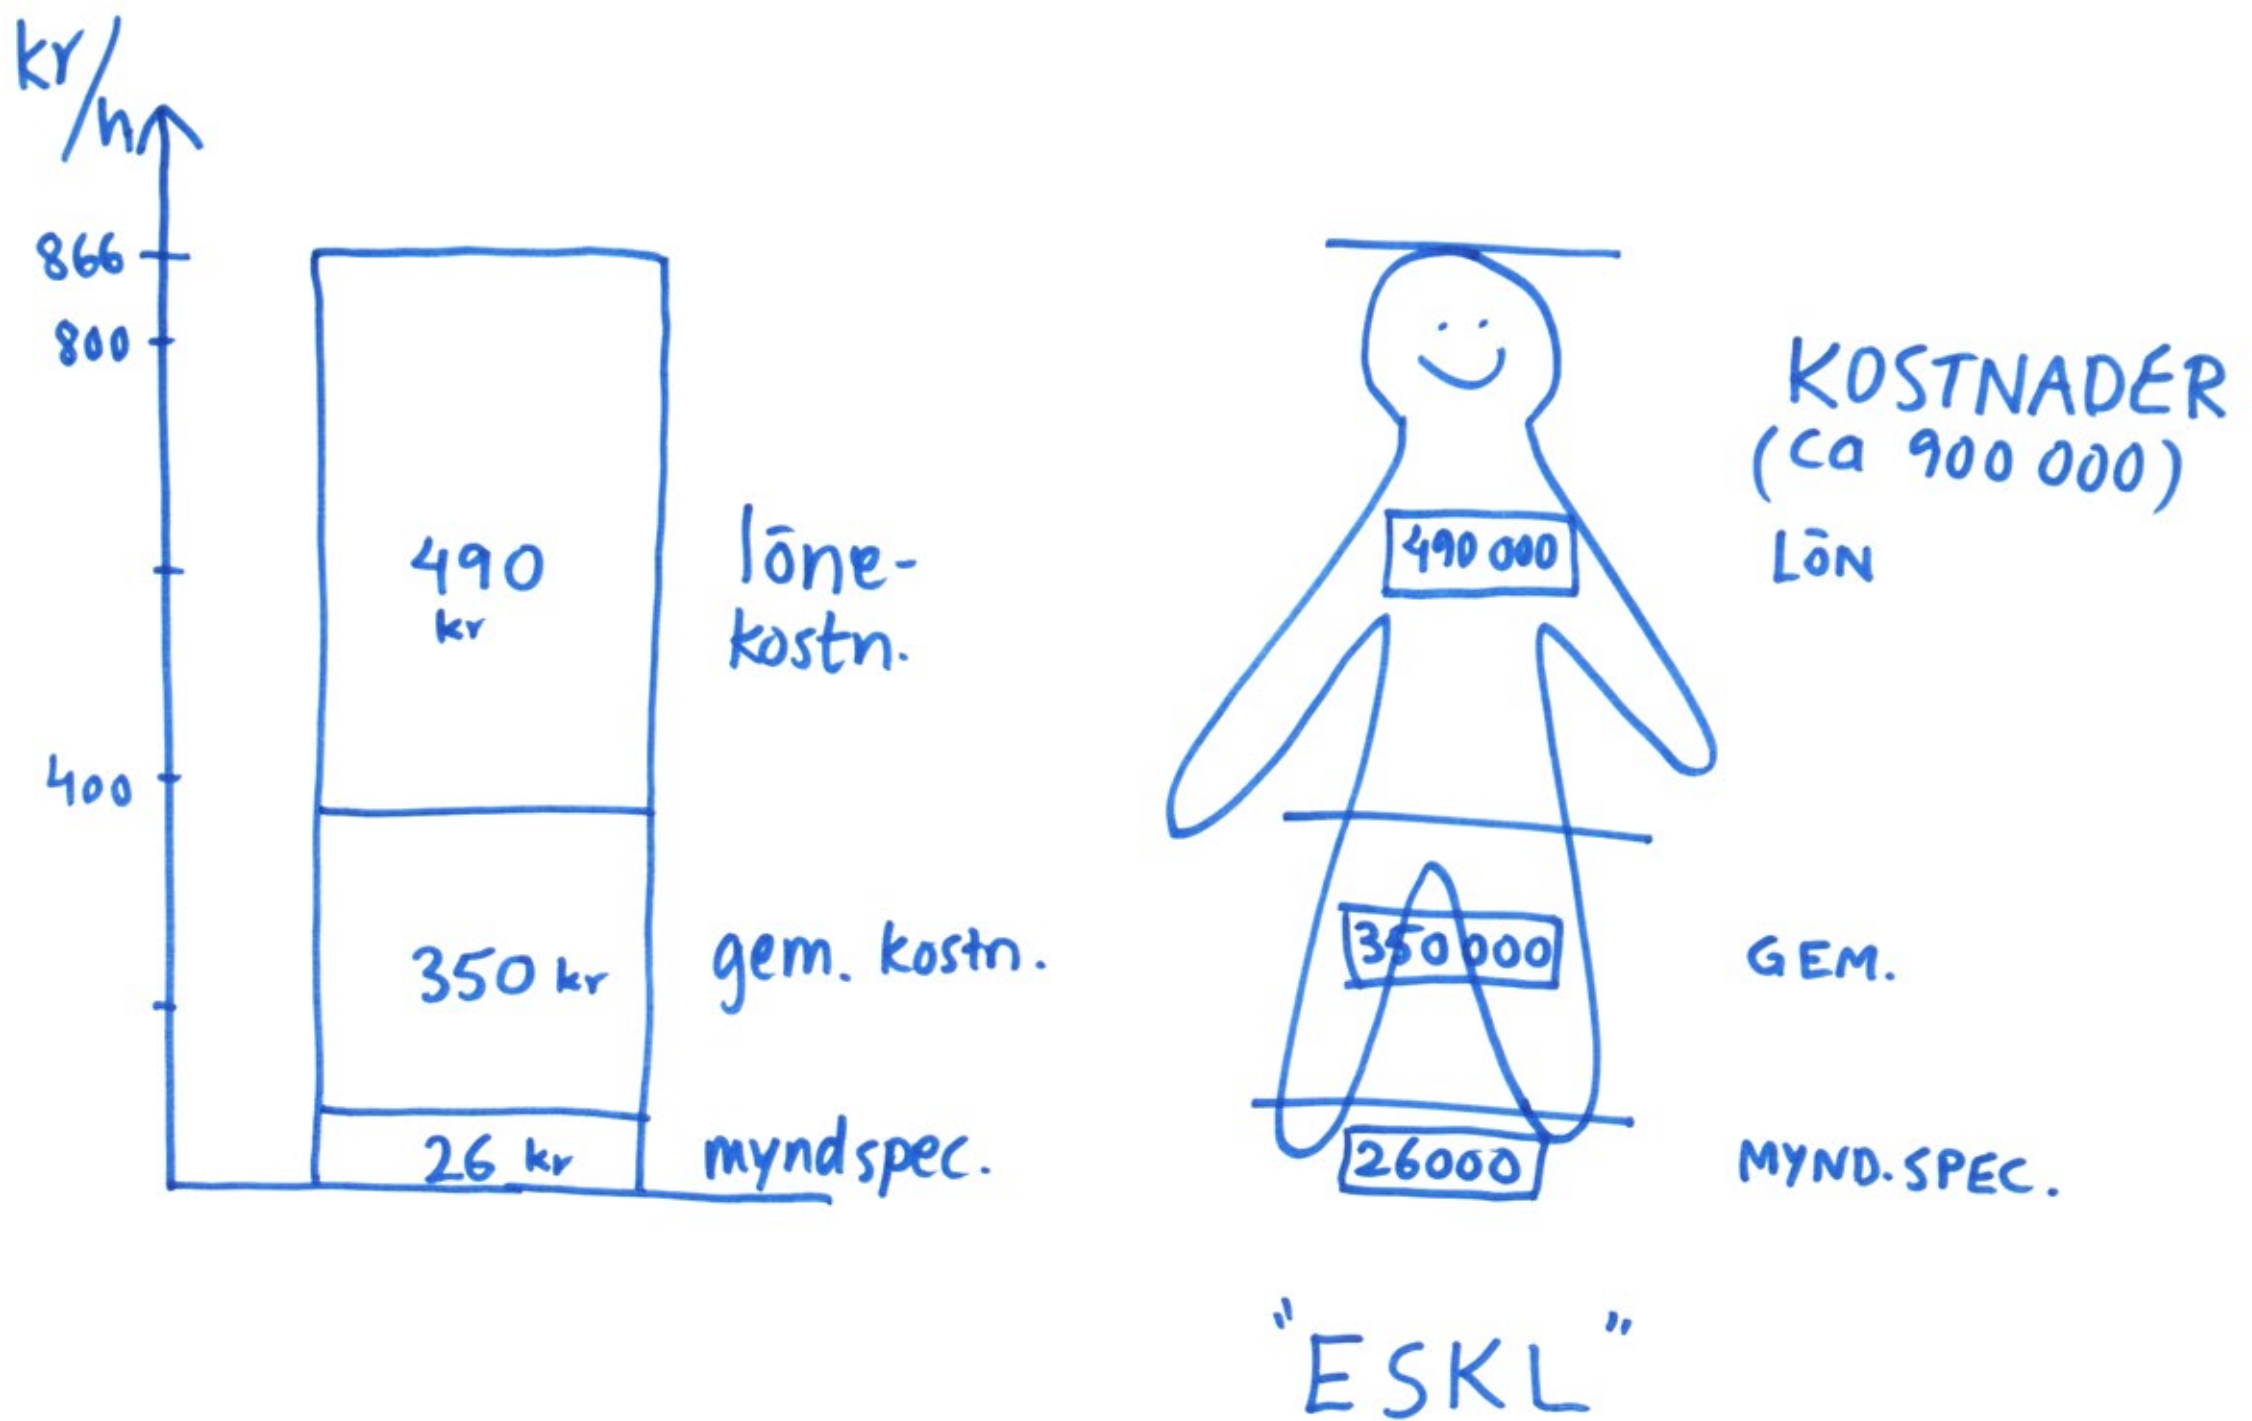 kr/h
866
800
400
490
kr
350 kr
26 kr
löne-
kostn.
gem. kostn.
myndspec.
490 000
350 000
26000
KOSTNADER
(ca 900 000)
LÖN
GEM.
MYND.SPEC.
"ESKL"